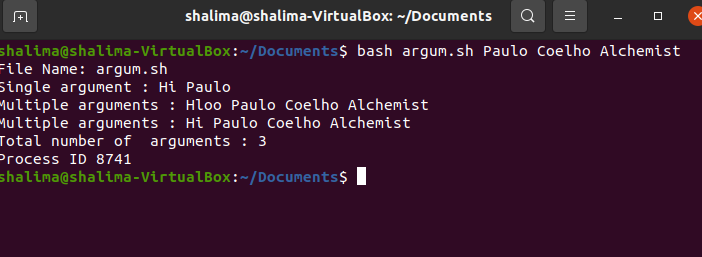 shalima@shalima-VirtualBox: ~/Documents
shalima@shalima-VirtualBox:~/Documents$ bash argum.sh Paulo Coelho Alchemist
File Name: argum.sh
Single argument : Hi Paulo
Multiple arguments : Hloo Paulo Coelho Alchemist
Multiple arguments : Hi Paulo Coelho Alchemist
Total number of  arguments : 3
Process ID 8741
shalima@shalima-VirtualBox:~/Documents$